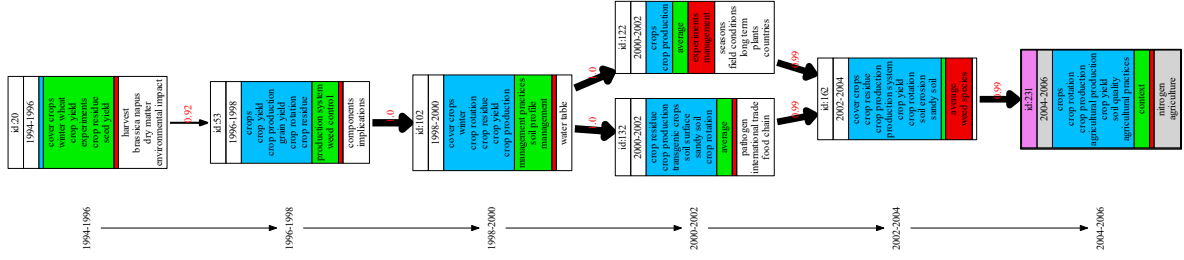 id:20
1994-1996
cover crops
winter wheat
crop yield
experiments
crop residue
seed yield
harvest
brassica napus
dry matter
environmental impact
0.92
id:53
1996-1998
crops
crop yield
crop production
grain yield
crop rotation
crop residue
production system
weed control
components
implications
1.0
id:102
1998-2000
cover crops
winter
crop rotation
crop residue
crop yield
crop production
management practices
soil profile
management
water table
1.0
1.0
id:122
2000-2002
crops
crop production
average
experiments
management
seasons
field conditions
long term
plants
countries
id:132
2000-2002
crop residue
crop production
transgenic crops
soil surface
sandy soil
crop rotation
average
pathogen
international trade
food chain
0.99
0.99
id:162
2002-2004
cover crops
crop residue
crop production
production system
crop yield
crop rotation
soil erosion
sandy soil
average
weed species
0.99
id:231
2004-2006
crops
crop rotation
crop production
agricultural production
crop yield
soil quality
agricultural practices
context
nitrogen
agriculture
1994-1996
1996-1998
1998-2000
2000-2002
2002-2004
2004-2006